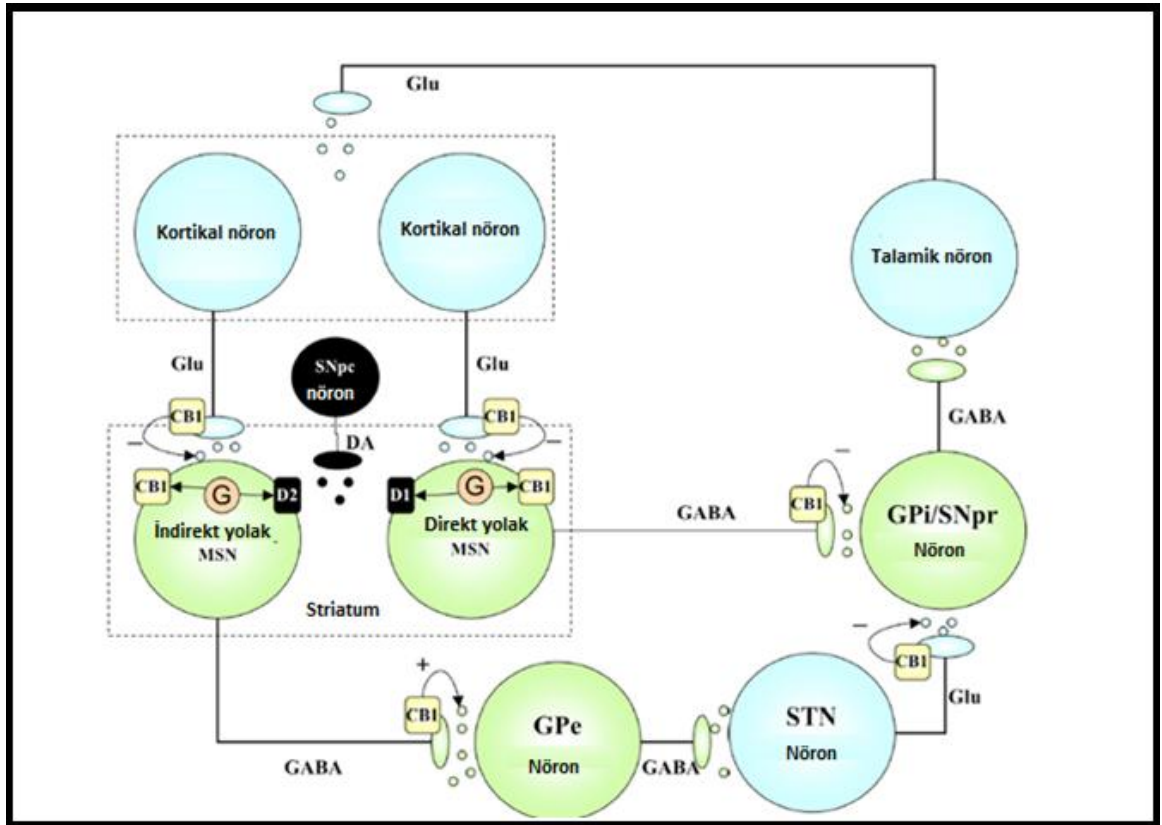 Glu
Kortikal nöron
Kortikal nöron
Talamik nöron
Glu
SNpc
nöron
Glu
CB1
CB1
–
–
DA
GABA
CB1
G
D2
D1
G
CB1
İndirekt yolak
MSN
Direkt yolak
MSN
GABA
–
CB1
GPi/SNpr
Nöron
Striatum
–
CB1
Glu
+
CB1
GPe
Nöron
STN
Nöron
GABA
GABA